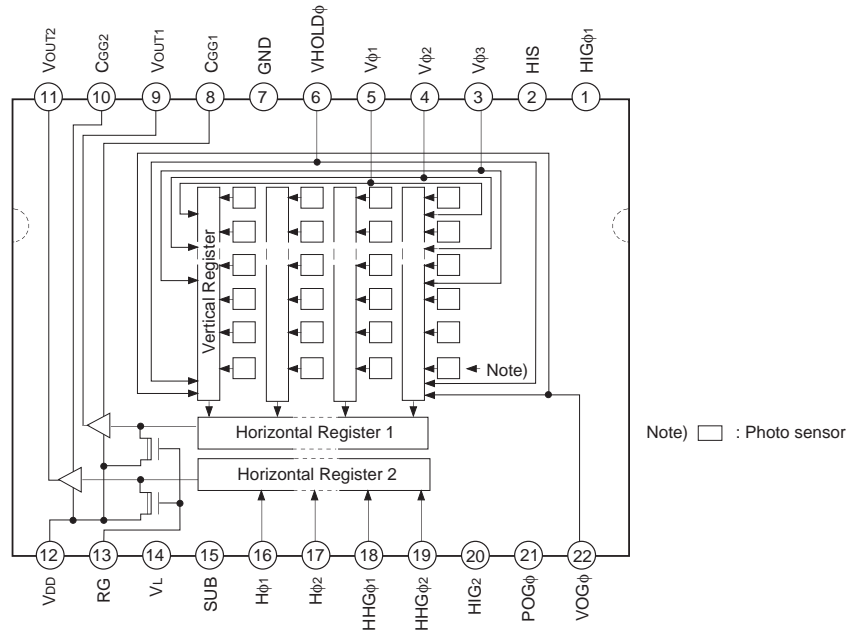 VOUT2
CGG2
VOUT1
CGG1
GND
VHOLDϕ
Vϕ1
Vϕ2
Vϕ3
HIS
HIGϕ1
11
10
9
8
7
6
5
4
3
2
1
Vertical Register
Note)
Horizontal Register 1
Note) : Photo sensor
Horizontal Register 2
12
13
14
15
16
17
18
19
20
21
22
VDD
RG
VL
SUB
Hϕ1
Hϕ2
HHGϕ1
HHGϕ2
HIG2
POGϕ
VOGϕ